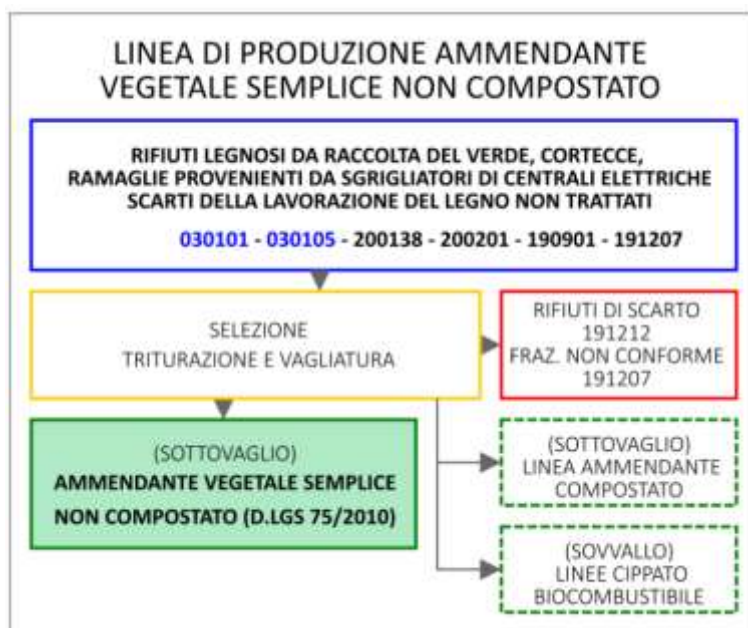 LINEA DI PRODUZIONE AMMENDANTE
VEGETALE SEMPLICE NON COMPOSTATO
RIFIUTI LEGNOSI DA RACCOLTA DEL VERDE, CORTECCE,
RAMAGLIE PROVENIENTI DA SGRIGLIATORI DI CENTRALI ELETTRICHE
SCARTI DELLA LAVORAZIONE DEL LEGNO NON TRATTATI
030101 - 030105 - 200138 - 200201 - 190901 - 191207
SELEZIONE
TRITURAZIONE E VAGLIATURA
RIFIUTI DI SCARTO
191212
FRAZ. NON CONFORME
191207
(SOTTOVAGLIO)
AMMENDANTE VEGETALE SEMPLICE
NON COMPOSTATO (D.LGS 75/2010)
(SOTTOVAGLIO)
LINEA AMMENDANTE
COMPOSTATO
(SOVVALLO)
LINEE CIPPATO
BIOCOMBUSTIBILE